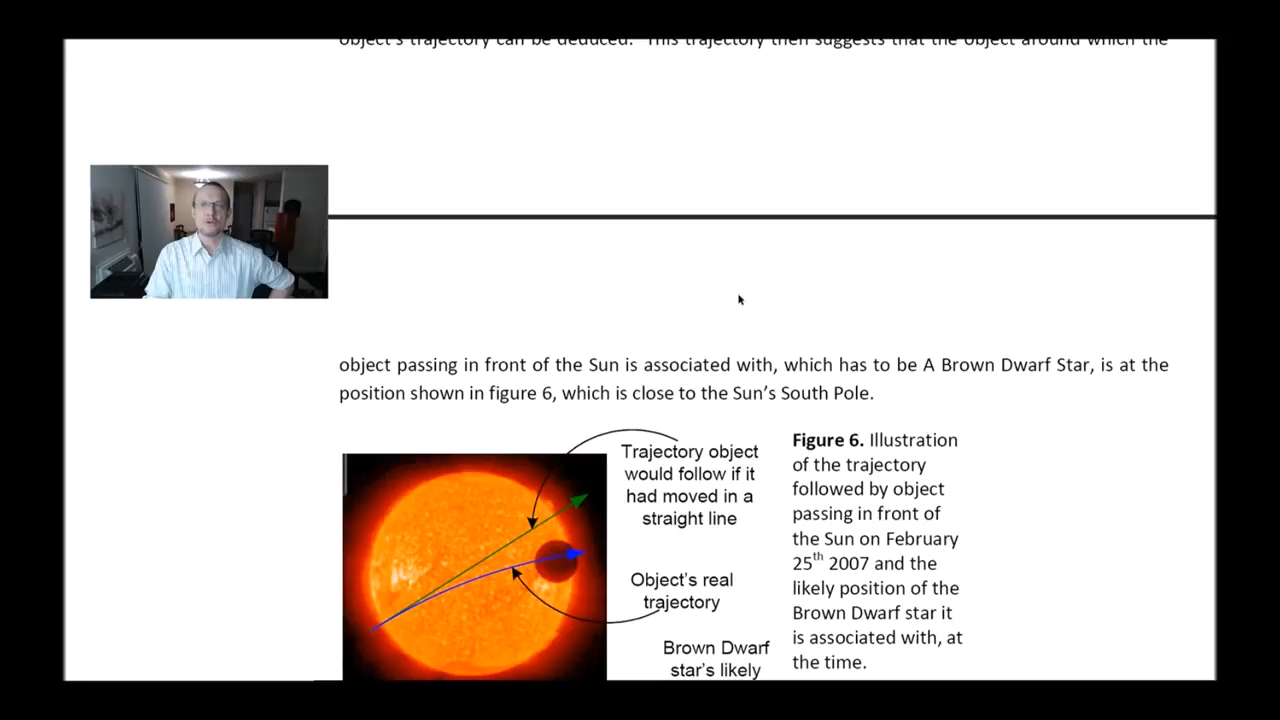 object's trajectory can be deduced. This trajectory then suggests that the object around which the
object passing in front of the Sun is associated with, which has to be A Brown Dwarf Star, is at the
position shown in figure 6, which is close to the Sun's South Pole.
Trajectory object
would follow if it
had moved in a
straight line
Object's real
trajectory
Brown Dwarf
star's likely
Figure 6. Illustration
of the trajectory
followed by object
passing in front of
the Sun on February
25th 2007 and the
likely position of the
Brown Dwarf star it
is associated with, at
the time.